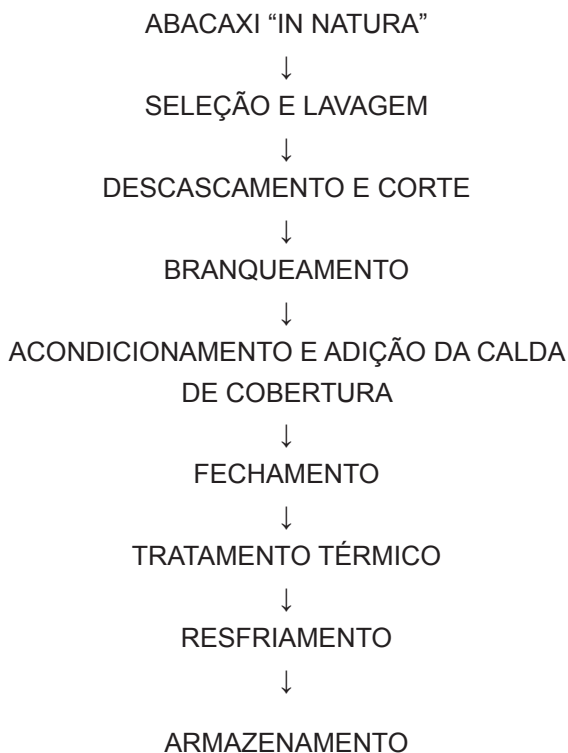 ABACAXI “IN NATURA”
↓
SELEÇÃO E LAVAGEM
↓
DESCASCAMENTO E CORTE
↓
BRANQUEAMENTO
↓
ACONDICIONAMENTO E ADIÇÃO DA CALDA
DE COBERTURA
↓
FECHAMENTO
↓
TRATAMENTO TÉRMICO
↓
RESFRIAMENTO
↓
ARMAZENAMENTO